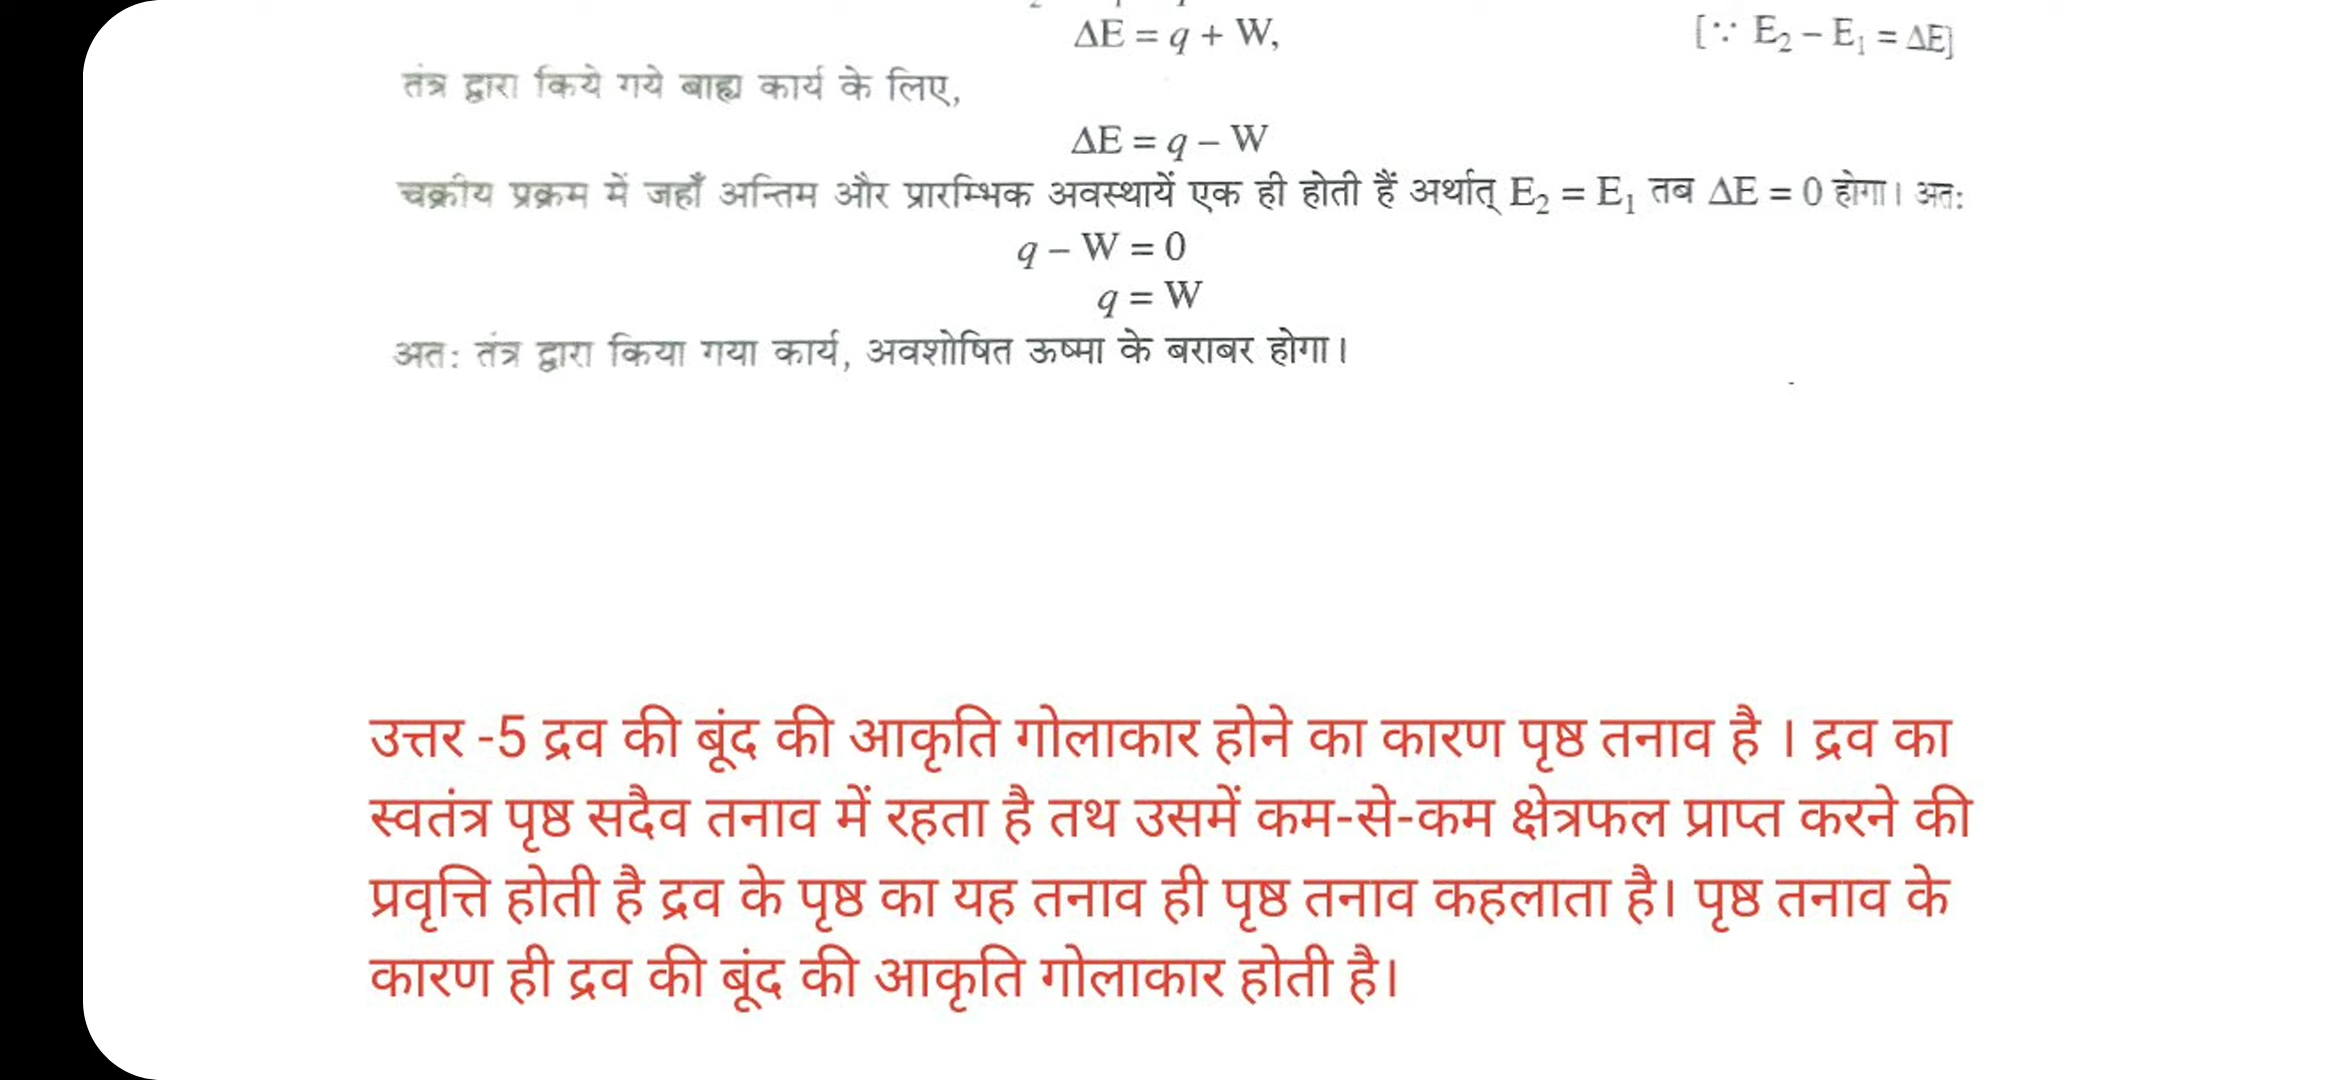 ΔE = q + W, [∵ E₂ – E₁ = ΔE]
तंत्र द्वारा किये गये बाह्य कार्य के लिए,
ΔE = q – W
चक्रीय प्रक्रम में जहाँ अन्तिम और प्रारम्भिक अवस्थायें एक ही होती हैं अर्थात् E₂ = E₁ तब ΔE = 0 होगा। अतः
q – W = 0
q = W
अतः तंत्र द्वारा किया गया कार्य, अवशोषित ऊष्मा के बराबर होगा।
उत्तर -5 द्रव की बूंद की आकृति गोलाकार होने का कारण पृष्ठ तनाव है । द्रव का
स्वतंत्र पृष्ठ सदैव तनाव में रहता है तथ उसमें कम-से-कम क्षेत्रफल प्राप्त करने की
प्रवृत्ति होती है द्रव के पृष्ठ का यह तनाव ही पृष्ठ तनाव कहलाता है। पृष्ठ तनाव के
कारण ही द्रव की बूंद की आकृति गोलाकार होती है।